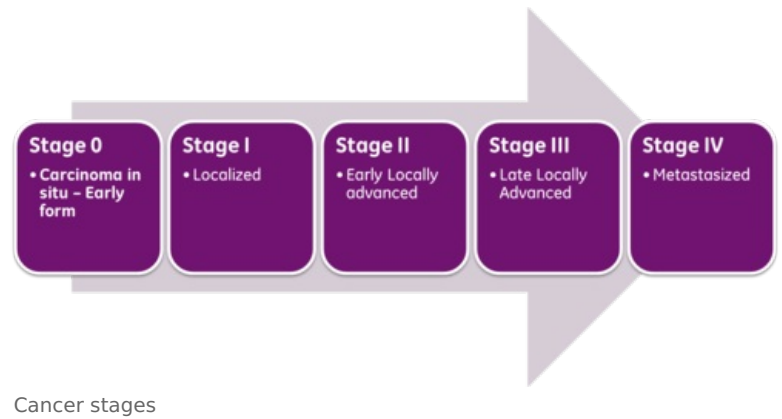 Stage 0
• Carcinoma in
situ – Early
form
Stage I
• Localized
Stage II
• Early Locally
advanced
Stage III
• Late Locally
Advanced
Stage IV
• Metastasized
Cancer stages